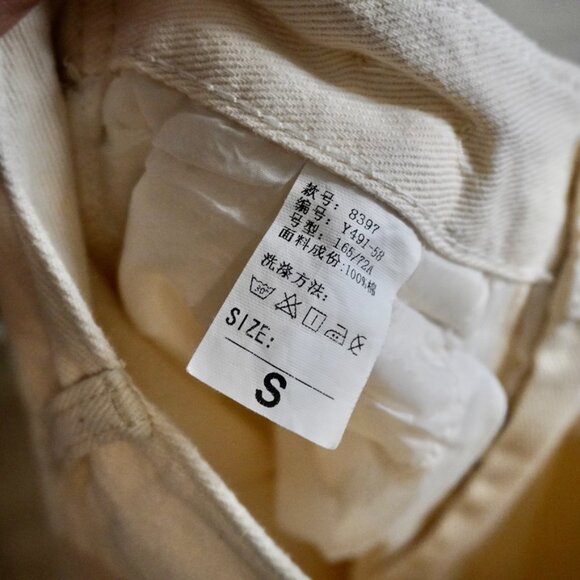 款号: 8397
编号: Y491-58
号型: 165/72A
面料成份:100%棉
洗涤方法:
30°
SIZE:
S